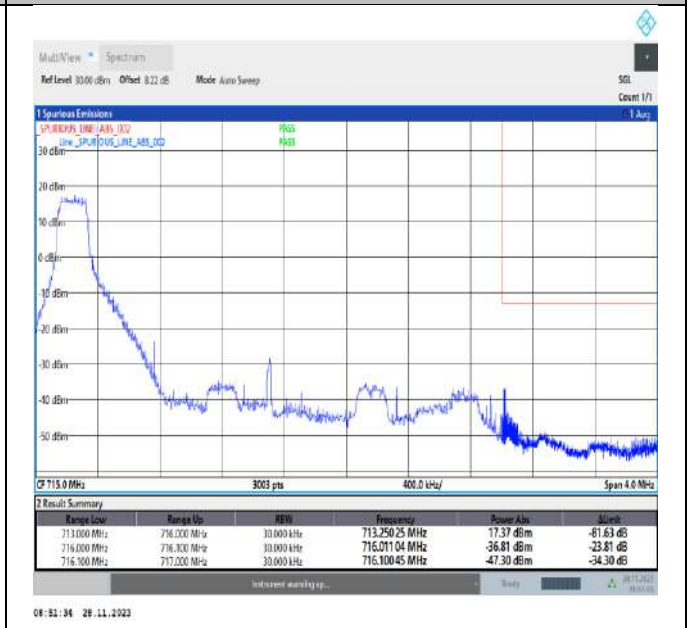 MultiView Spectrum
Ref Level 30.00 dBm Offset 8.22 dB Mode Auto Sweep SGL
Count 1/1
1 Spurious Emissions 1 Avg
_SPURIOUS_LINE_ABS_002 PASS
Line _SPURIOUS_LINE_ABS_002 PASS
30 dBm
20 dBm
10 dBm
0 dBm
-10 dBm
-20 dBm
-30 dBm
-40 dBm
-50 dBm
CF 715.0 MHz 3003 pts 400.0 kHz/ Span 4.0 MHz
2 Result Summary
Range Low Range Up RBW Frequency Power Abs ΔLimit
713.000 MHz 716.000 MHz 30.000 kHz 713.25025 MHz 17.37 dBm -81.63 dB
716.000 MHz 716.100 MHz 30.000 kHz 716.01104 MHz -36.81 dBm -23.81 dB
716.100 MHz 717.000 MHz 30.000 kHz 716.10045 MHz -47.30 dBm -34.30 dB
Instrument warming up... Ready 28.11.2023
08:51:34 28.11.2023